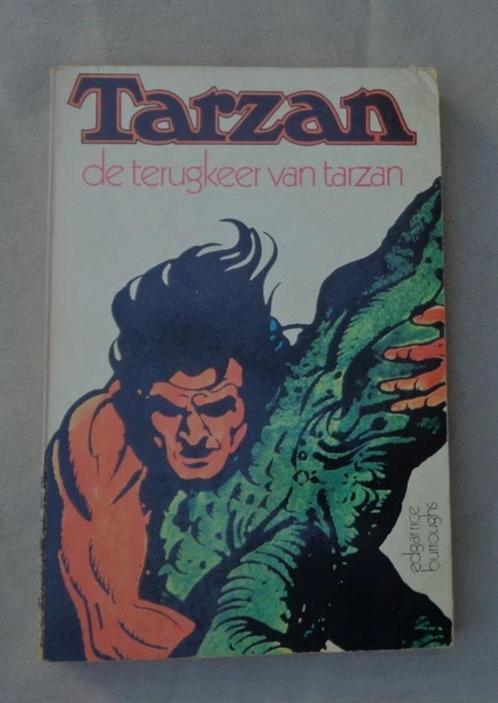 Tarzan
de terugkeer van tarzan
edgar rice
burroughs